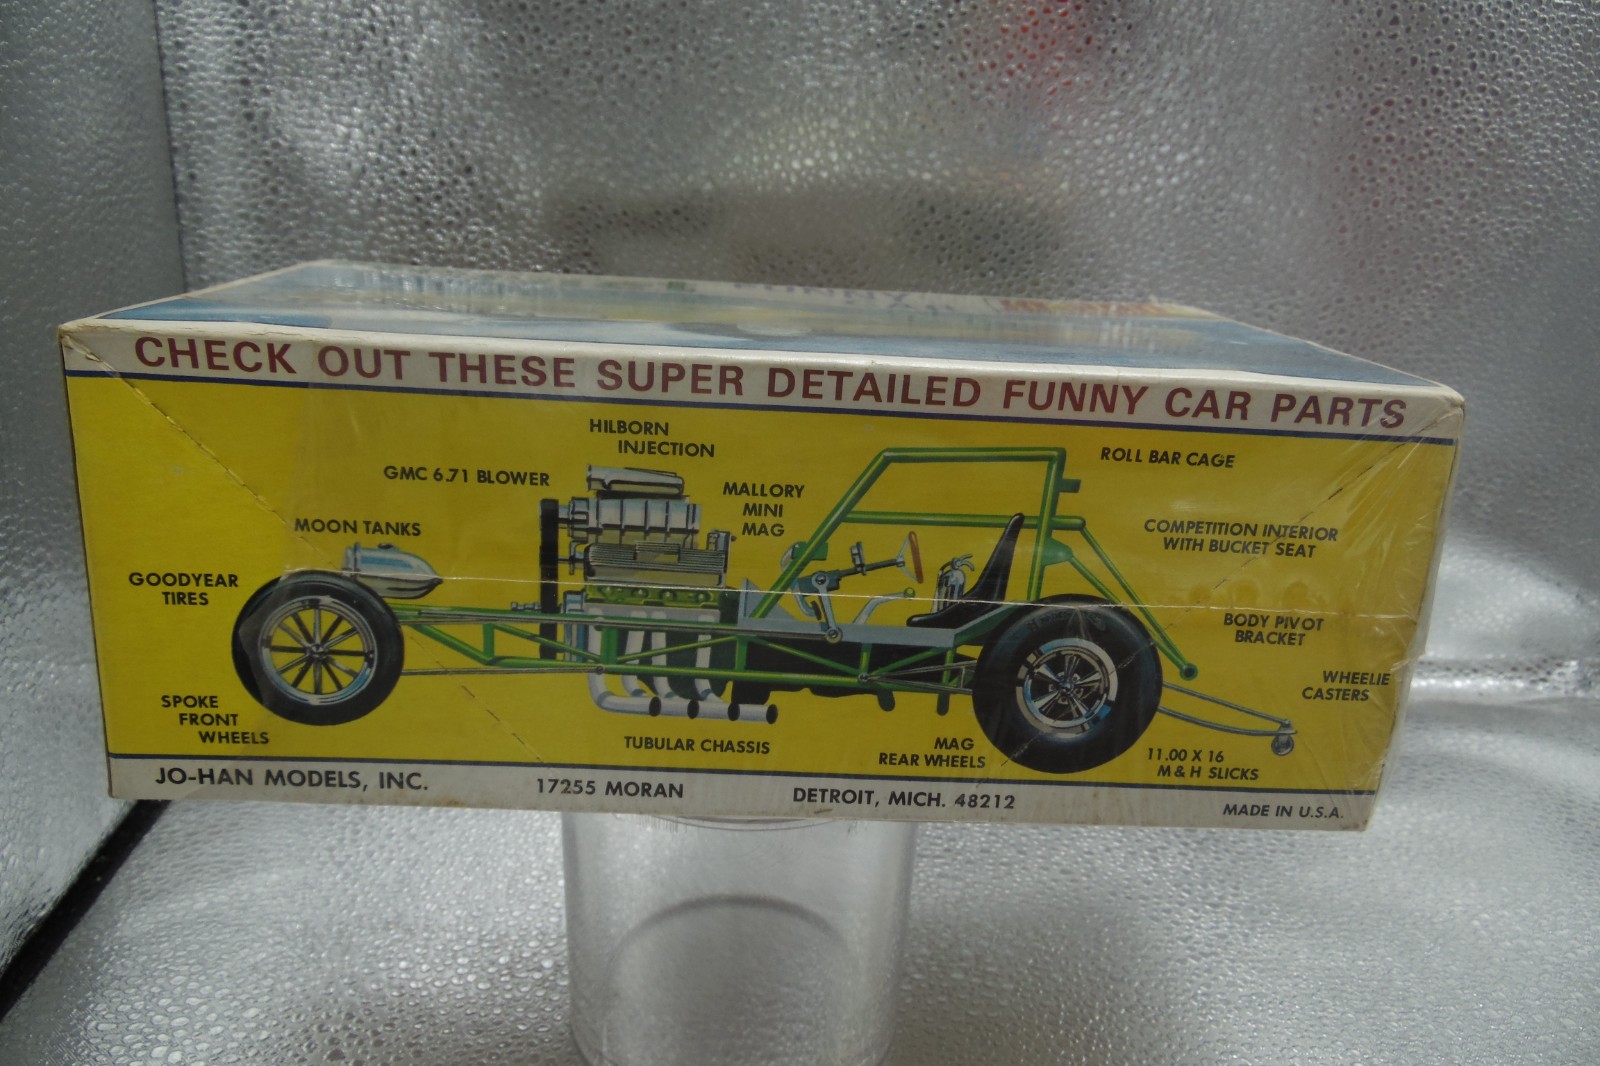 CHECK OUT THESE SUPER DETAILED FUNNY CAR PARTS
HILBORN
INJECTION
GMC 6.71 BLOWER
MALLORY
MINI
MAG
ROLL BAR CAGE
MOON TANKS
COMPETITION INTERIOR
WITH BUCKET SEAT
GOODYEAR
TIRES
BODY PIVOT
BRACKET
WHEELIE
CASTERS
SPOKE
FRONT
WHEELS
TUBULAR CHASSIS
MAG
REAR WHEELS
11.00 X 16
M & H SLICKS
JO-HAN MODELS, INC.
17255 MORAN
DETROIT, MICH. 48212
MADE IN U.S.A.